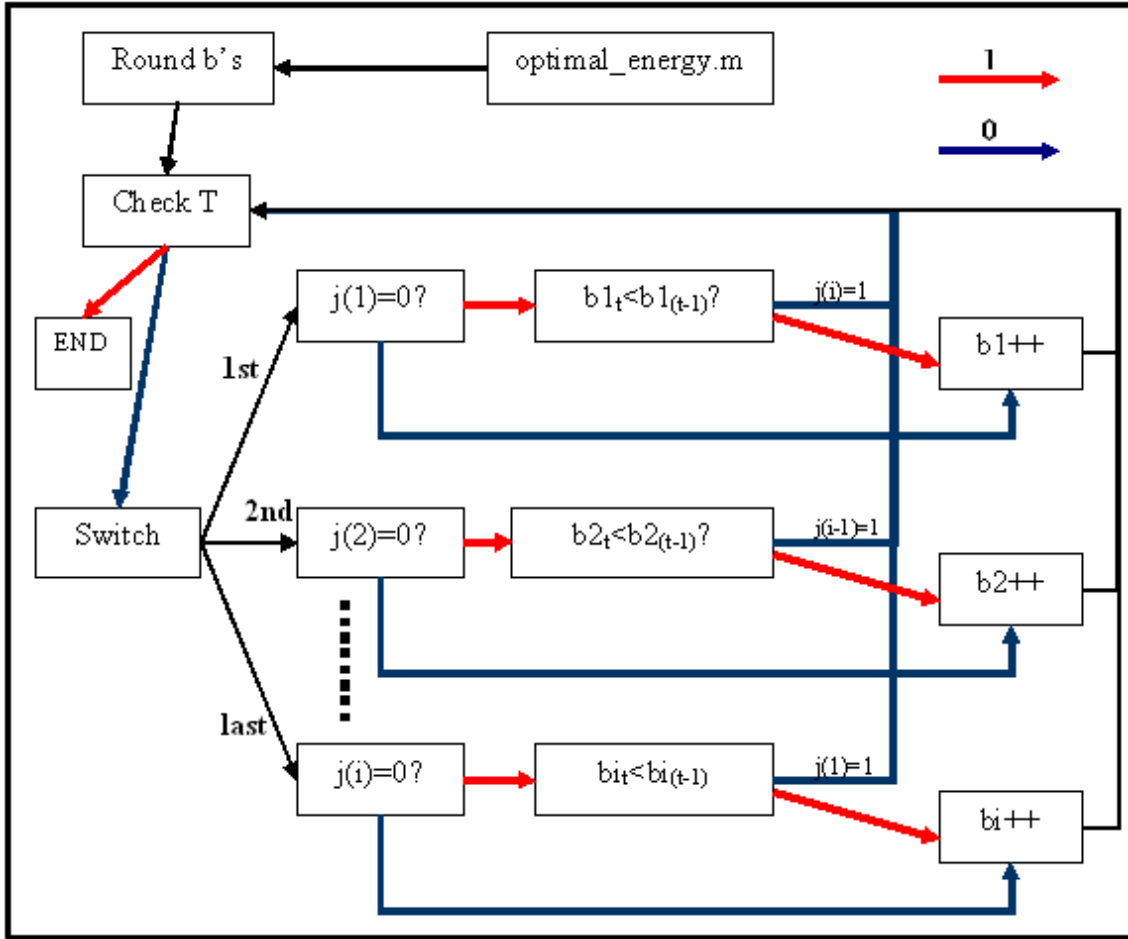 Round b's
optimal_energy.m
1
0
Check T
END
Switch
1st
j(1)=0?
b1t<b1(t-1)?
j(i)=1
b1++
2nd
j(2)=0?
b2t<b2(t-1)?
j(i-1)=1
b2++
last
j(i)=0?
bit<bi(t-1)
j(1)=1
bi++